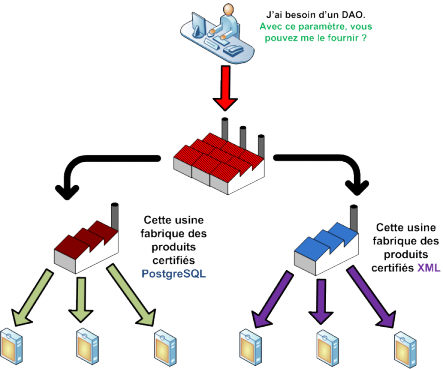 J'ai besoin d'un DAO.
Avec ce paramètre, vous
pouvez me le fournir ?
Cette usine
fabrique des
produits
certifiés
PostgreSQL
Cette usine
fabrique des
produits
certifiés XML